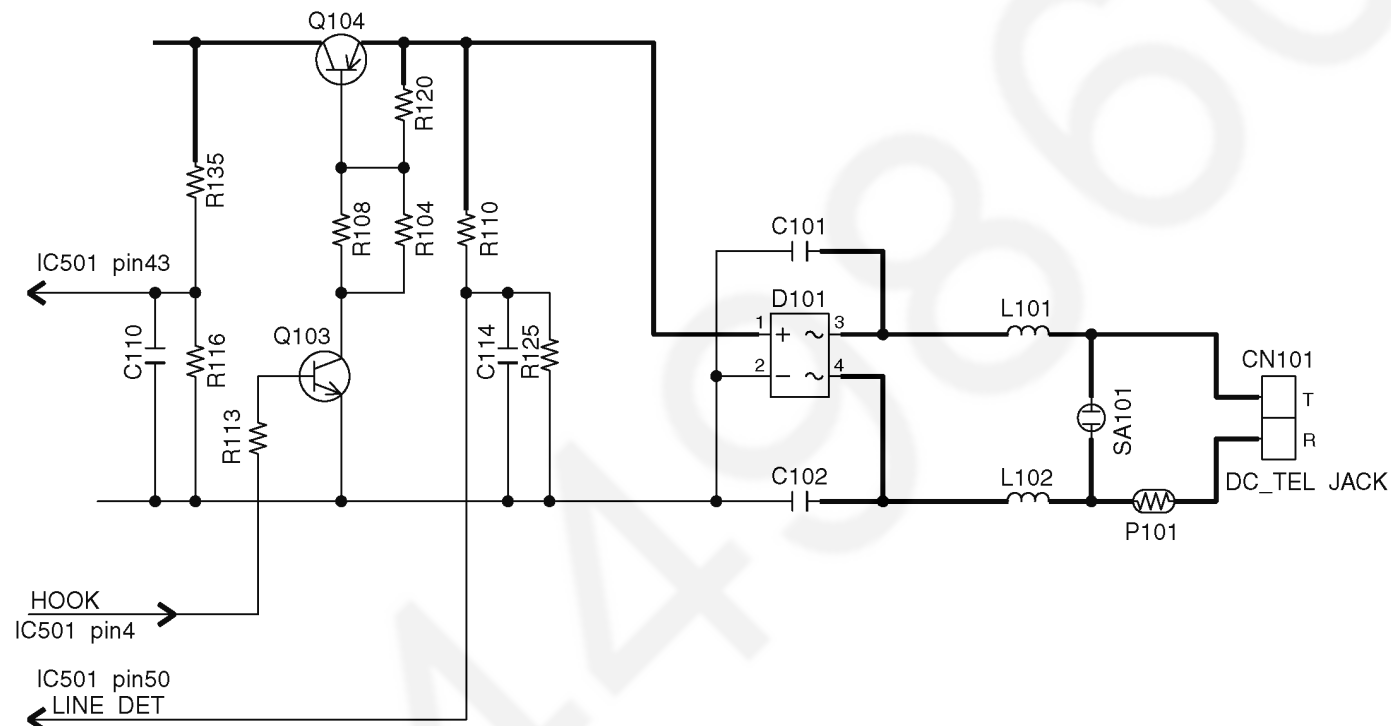 Q104
R120
R135
R108
R104
R110
C101
IC501 pin43
D101
L101
1 + ~ 3
Q103
C110
R116
C114
R125
2 - ~ 4
CN101
T
SA101
R113
R
C102
L102
DC_TEL JACK
P101
HOOK
IC501 pin4
IC501 pin50
LINE DET